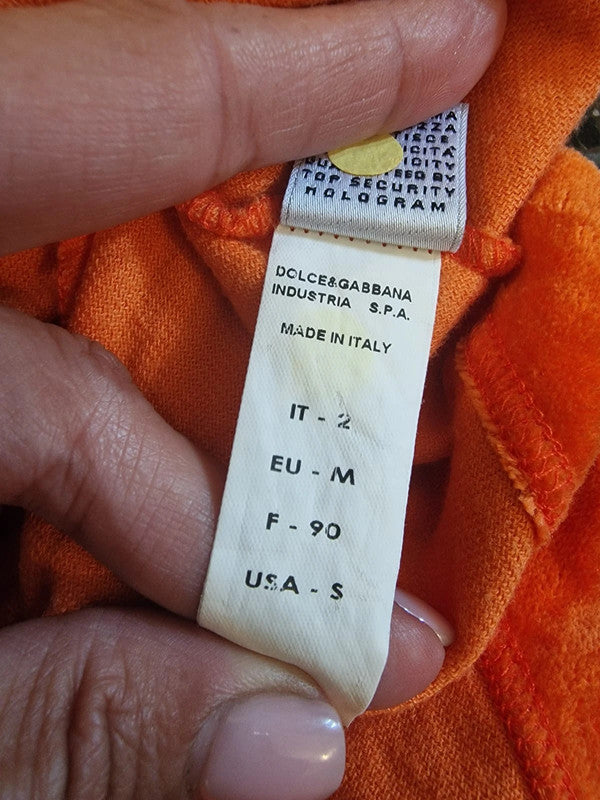 TOP SECURITY
HOLOGRAM
DOLCE&GABBANA
INDUSTRIA S.P.A.
MADE IN ITALY
IT - 2
EU - M
F - 90
USA - S